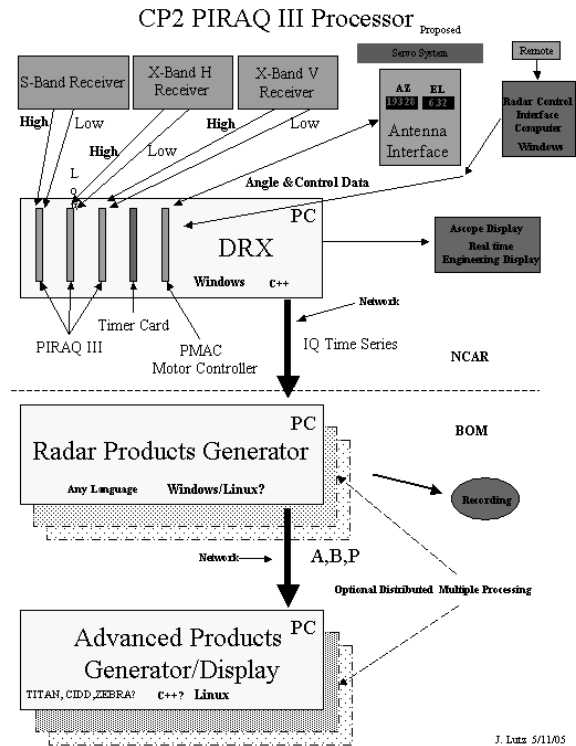 CP2 PIRAQ III Processor
Proposed
Servo System
Remote
S-Band Receiver
X-Band H
Receiver
X-Band V
Receiver
AZ EL
19328 632
Antenna
Interface
Radar Control
Interface
Computer
Windows
High
Low
High
Low
High
Low
L
o
Angle & Control Data
PC
DRX
Windows C++
Ascope Display
Real time
Engineering Display
Network
Timer Card
PIRAQ III
PMAC
Motor Controller
IQ Time Series
NCAR
PC
BOM
Radar Products Generator
Any Language Windows/Linux?
Recording
Network
A,B,P
Optional Distributed Multiple Processing
PC
Advanced Products
Generator/Display
TITAN, CIDD,ZEBRA? C++? Linux
J. Lutz 5/11/05